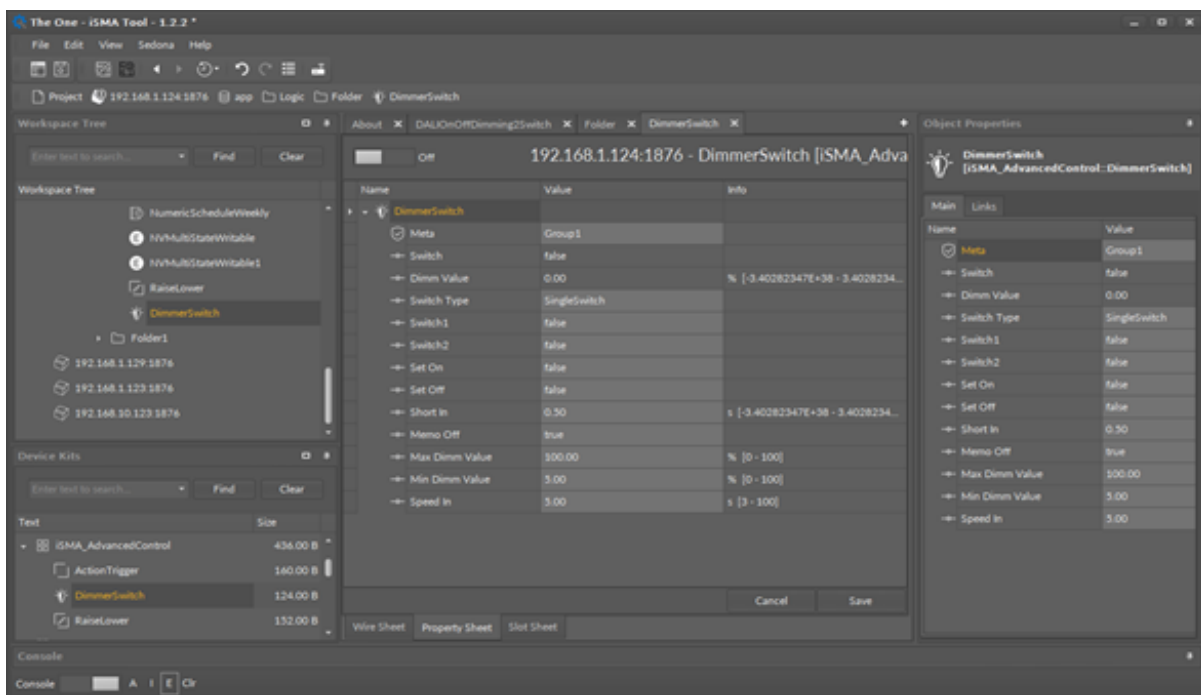 The One - iSMA Tool - 1.2.2 *
File Edit View Sedona Help
Project 192.168.1.124:1876 app Logic Folder DimmerSwitch
Workspace Tree
Enter text to search... Find Clear
Workspace Tree
NumericScheduleWeekly
NVMultiStateWritable
NVMultiStateWritable1
RaiseLower
DimmerSwitch
Folder1
192.168.1.129:1876
192.168.1.123:1876
192.168.10.123:1876
Device Kits
Enter text to search... Find Clear
Text Size
iSMA_AdvancedControl 436.00 B
ActionTrigger 160.00 B
DimmerSwitch 124.00 B
RaiseLower 152.00 B
About DALIOnOffDimming2Switch Folder DimmerSwitch
Off 192.168.1.124:1876 - DimmerSwitch [iSMA_Adva
Name Value Info
DimmerSwitch
Meta Group1
Switch false
Dimm Value 0.00 % [-3.40282347E+38 - 3.4028234...
Switch Type SingleSwitch
Switch1 false
Switch2 false
Set On false
Set Off false
Short In 0.50 s [-3.40282347E+38 - 3.4028234...
Memo Off true
Max Dimm Value 100.00 % [0 - 100]
Min Dimm Value 5.00 % [0 - 100]
Speed In 5.00 s [3 - 100]
Cancel Save
Wire Sheet Property Sheet Slot Sheet
Object Properties
DimmerSwitch
[iSMA_AdvancedControl::DimmerSwitch]
Main Links
Name Value
Meta Group1
Switch false
Dimm Value 0.00
Switch Type SingleSwitch
Switch1 false
Switch2 false
Set On false
Set Off false
Short In 0.50
Memo Off true
Max Dimm Value 100.00
Min Dimm Value 5.00
Speed In 5.00
Console
Console A I E Clr